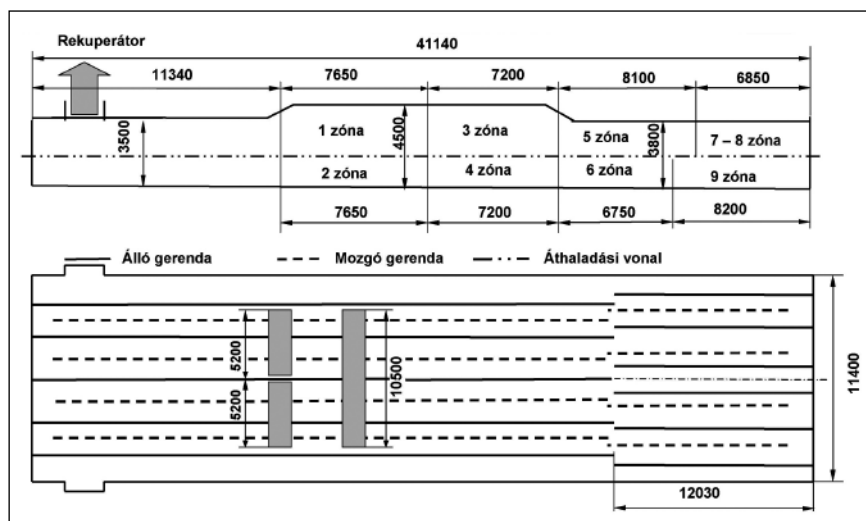 Rekuperátor
41140
11340
7650
7200
8100
6850
3500
1 zóna
4500
3 zóna
5 zóna
3800
7 – 8 zóna
2 zóna
4 zóna
6 zóna
9 zóna
7650
7200
6750
8200
Álló gerenda
Mozgó gerenda
Áthaladási vonal
5200
5200
10500
11400
12030